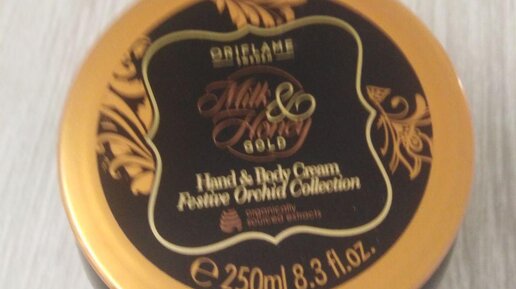 ORIFLAME
SWEDEN
Milk &
Honey
GOLD
Hand & Body Cream
Festive Orchid Collection
organically
sourced extracts
e 250ml 8.3 fl.oz.